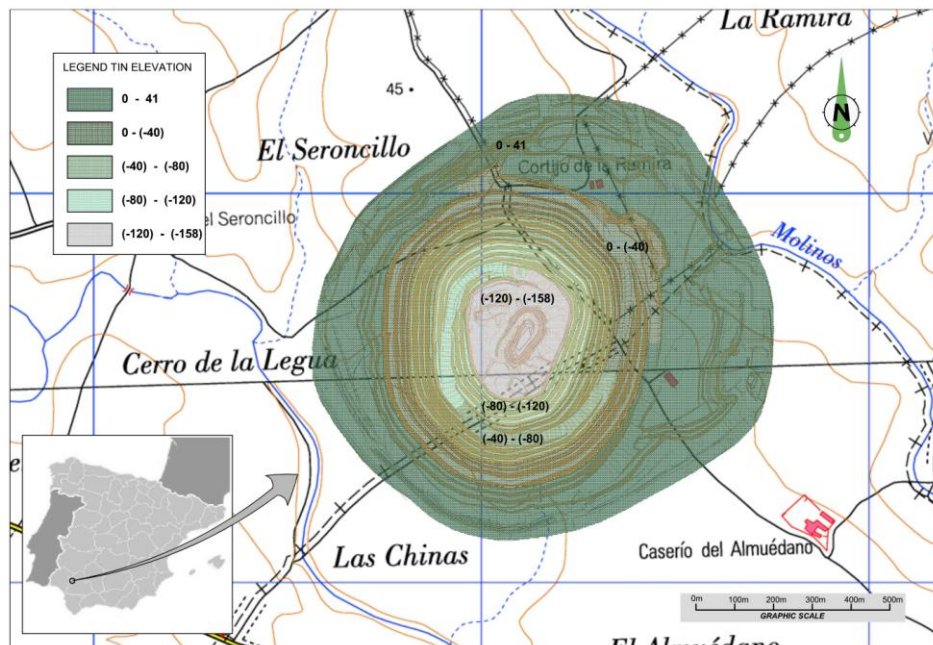 La Ramira
LEGEND TIN ELEVATION
0 - 41
0 - (-40)
(-40) - (-80)
(-80) - (-120)
(-120) - (-158)
45
N
El Seroncillo
0 - 41
Cortijo de la Ramira
el Seroncillo
0 - (-40)
Molinos
(-120) - (-158)
Cerro de la Legua
(-80) - (-120)
(-40) - (-80)
e
Las Chinas
Caserío del Almuédano
0m 100m 200m 300m 400m 500m
GRAPHIC SCALE
El Almuédano